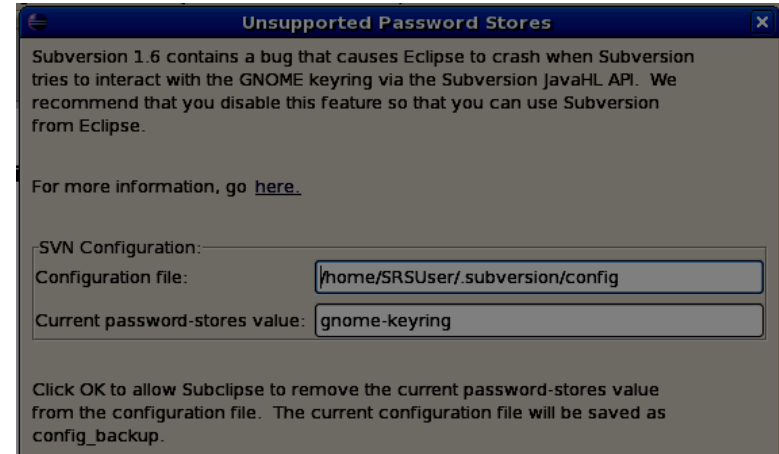 Unsupported Password Stores
Subversion 1.6 contains a bug that causes Eclipse to crash when Subversion
tries to interact with the GNOME keyring via the Subversion JavaHL API. We
recommend that you disable this feature so that you can use Subversion
from Eclipse.
For more information, go here.
SVN Configuration:
Configuration file: /home/SRSUser/.subversion/config
Current password-stores value: gnome-keyring
Click OK to allow Subclipse to remove the current password-stores value
from the configuration file. The current configuration file will be saved as
config_backup.